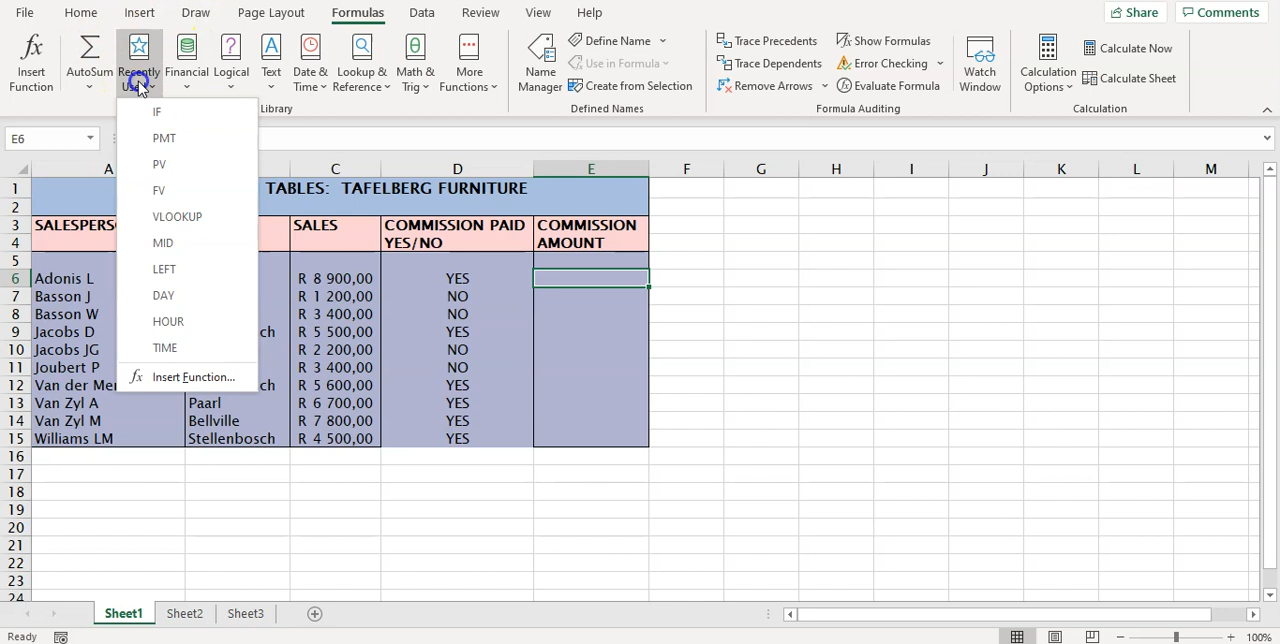 File Home Insert Draw Page Layout Formulas Data Review View Help Share Comments
Insert Function
AutoSum
Recently
Financial
Logical
Text
Date & Time
Lookup & Reference
Math & Trig
More Functions
Name Manager
Define Name
Use in Formula
Create from Selection
Trace Precedents
Trace Dependents
Remove Arrows
Show Formulas
Error Checking
Evaluate Formula
Watch Window
Calculation Options
Calculate Now
Calculate Sheet
Library Defined Names Formula Auditing Calculation
IF
PMT
PV
FV
VLOOKUP
MID
LEFT
DAY
HOUR
TIME
fx Insert Function...
E6
A C D E F G H I J K L M
1 TABLES: TAFELBERG FURNITURE
2
3 SALES COMMISSION PAID COMMISSION
4 YES/NO AMOUNT
5
6 Adonis L R 8 900,00 YES
7 Basson J R 1 200,00 NO
8 Basson W R 3 400,00 NO
9 Jacobs D ch R 5 500,00 YES
10 Jacobs JG R 2 200,00 NO
11 Joubert P R 3 400,00 NO
12 Van der Mer ch R 5 600,00 YES
13 Van Zyl A Paarl R 6 700,00 YES
14 Van Zyl M Bellville R 7 800,00 YES
15 Williams LM Stellenbosch R 4 500,00 YES
16
17
18
19
20
21
22
23
24
Sheet1 Sheet2 Sheet3
Ready 100%